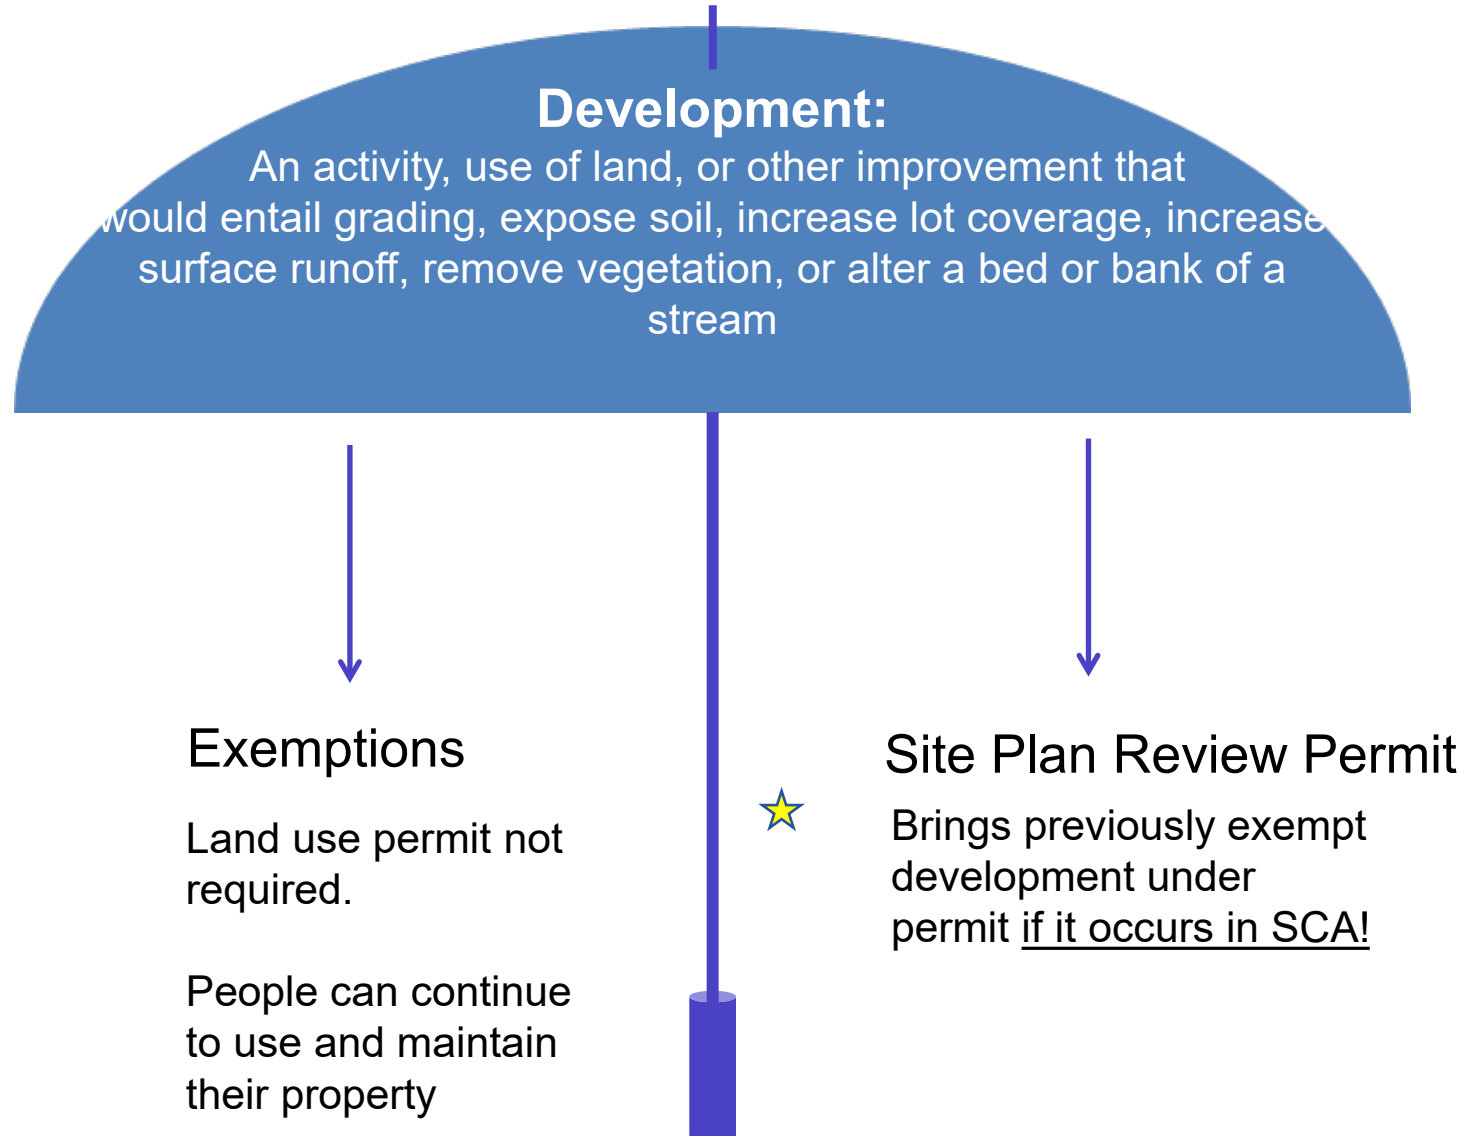 Development:
An activity, use of land, or other improvement that
would entail grading, expose soil, increase lot coverage, increase
surface runoff, remove vegetation, or alter a bed or bank of a
stream
Exemptions
Land use permit not
required.
People can continue
to use and maintain
their property
Site Plan Review Permit
Brings previously exempt
development under
permit if it occurs in SCA!